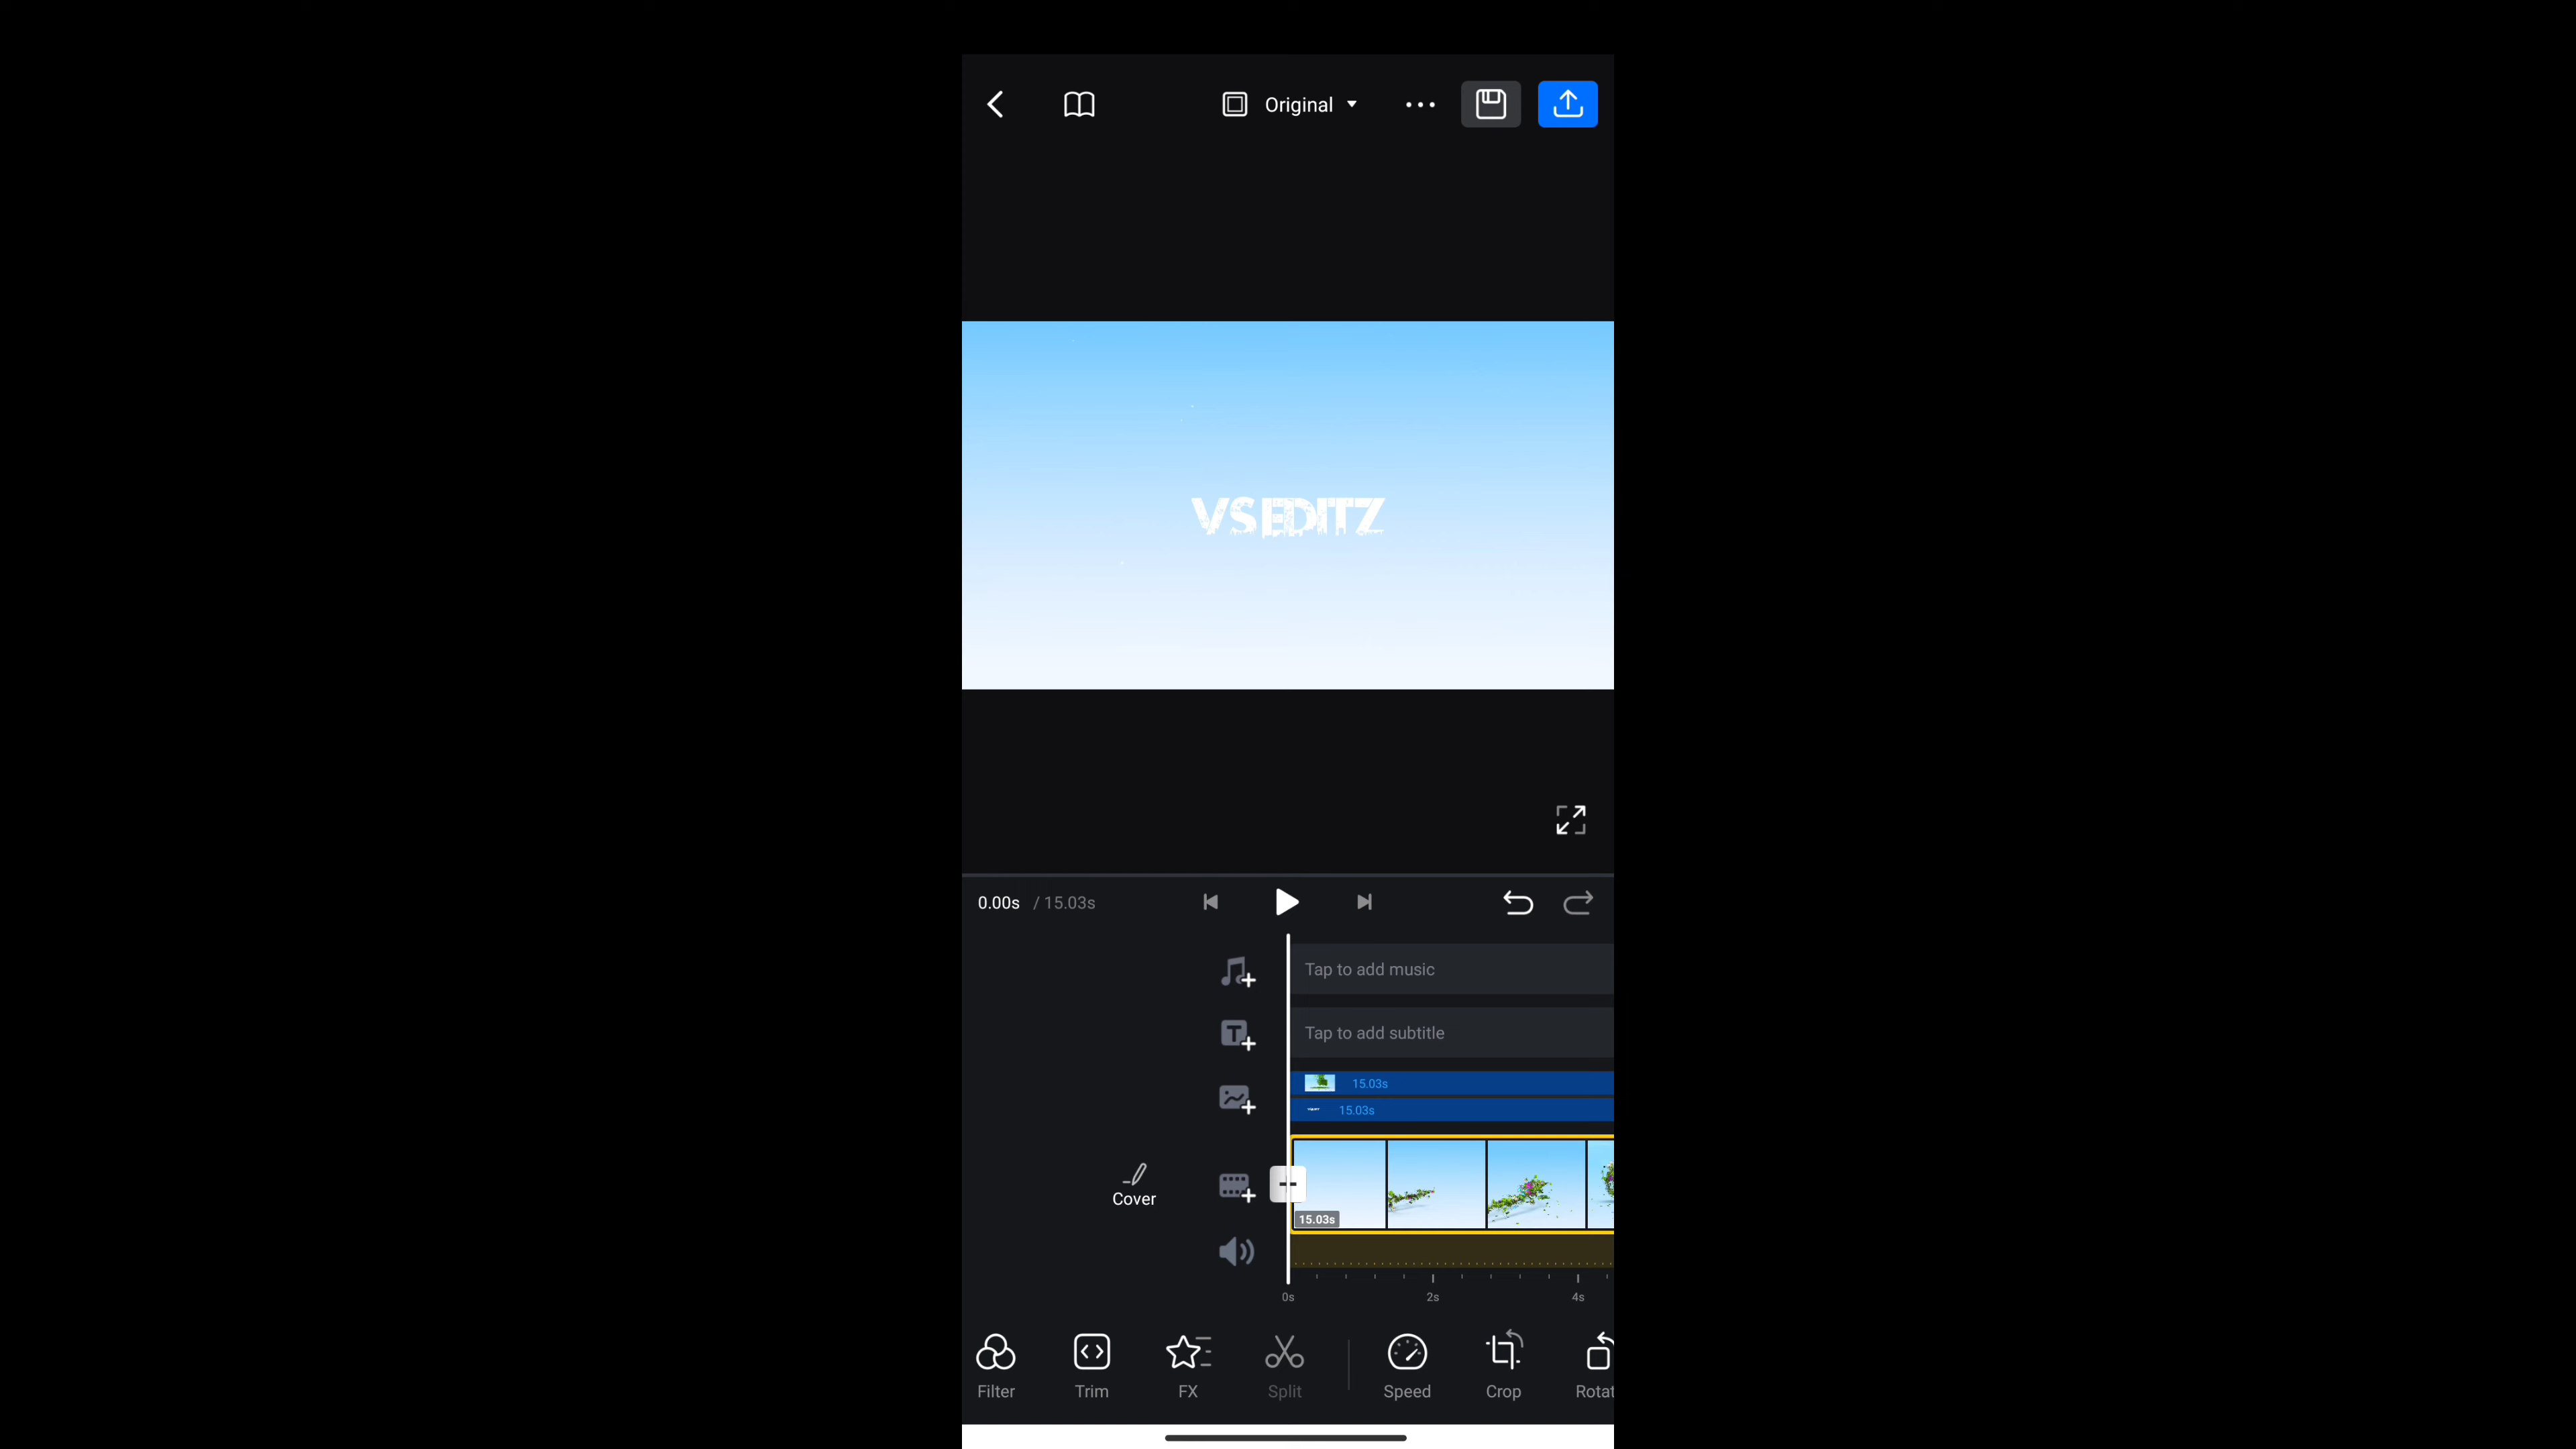 Original
VS EDITZ
0.00s / 15.03s
Tap to add music
Tap to add subtitle
15.03s
15.03s
Cover
15.03s
0s 2s 4s
Filter Trim FX Split Speed Crop Rotat